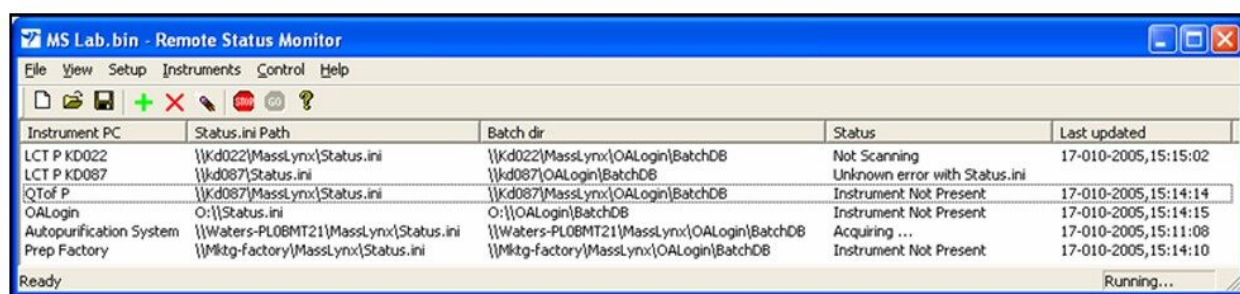 MS Lab.bin - Remote Status Monitor
File View Setup Instruments Control Help
STOP GO ?
Instrument PC Status.ini Path Batch dir Status Last updated
LCT P KD022 \\Kd022\MassLynx\Status.ini \\Kd022\MassLynx\OALogin\BatchDB Not Scanning 17-010-2005,15:15:02
LCT P KD087 \\kd087\Status.ini \\kd087\OALogin\BatchDB Unknown error with Status.ini
QTof P \\Kd087\MassLynx\Status.ini \\Kd087\MassLynx\OALogin\BatchDB Instrument Not Present 17-010-2005,15:14:14
OALogin O:\\Status.ini O:\\OALogin\BatchDB Instrument Not Present 17-010-2005,15:14:15
Autopurification System \\Waters-PL0BMT21\MassLynx\Status.ini \\Waters-PL0BMT21\MassLynx\OALogin\BatchDB Acquiring ... 17-010-2005,15:11:08
Prep Factory \\Mktg-factory\MassLynx\Status.ini \\Mktg-factory\MassLynx\OALogin\BatchDB Instrument Not Present 17-010-2005,15:14:10
Ready Running...